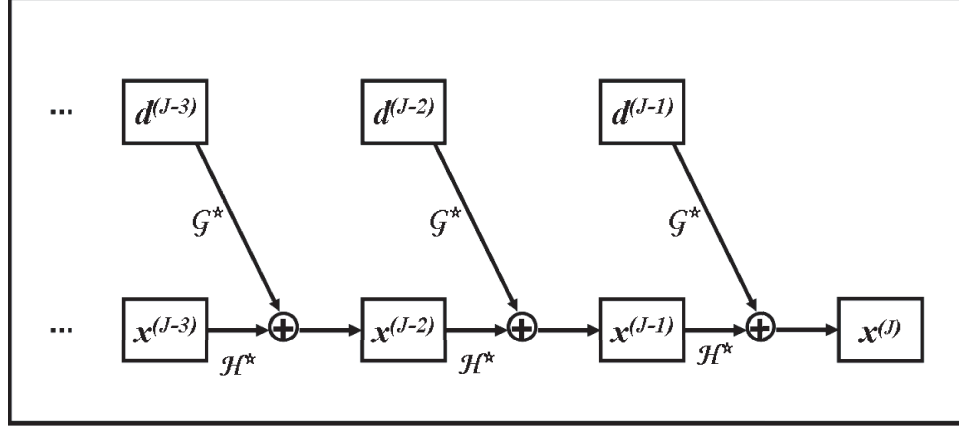 ... d^(J-3) d^(J-2) d^(J-1)
G* G* G*
... x^(J-3) x^(J-2) x^(J-1) x^(J)
H* H* H*